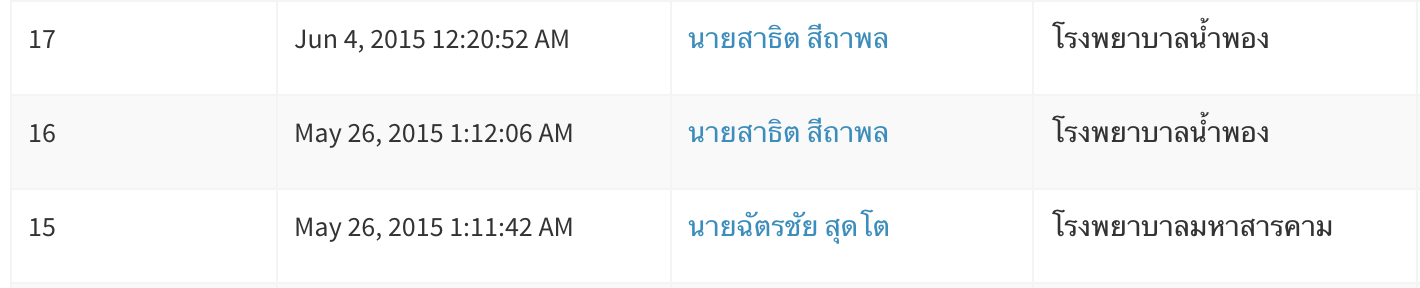 17 Jun 4, 2015 12:20:52 AM นายสาธิต สีถาพล โรงพยาบาลน้ำพอง
16 May 26, 2015 1:12:06 AM นายสาธิต สีถาพล โรงพยาบาลน้ำพอง
15 May 26, 2015 1:11:42 AM นายฉัตรชัย สุดโต โรงพยาบาลมหาสารคาม